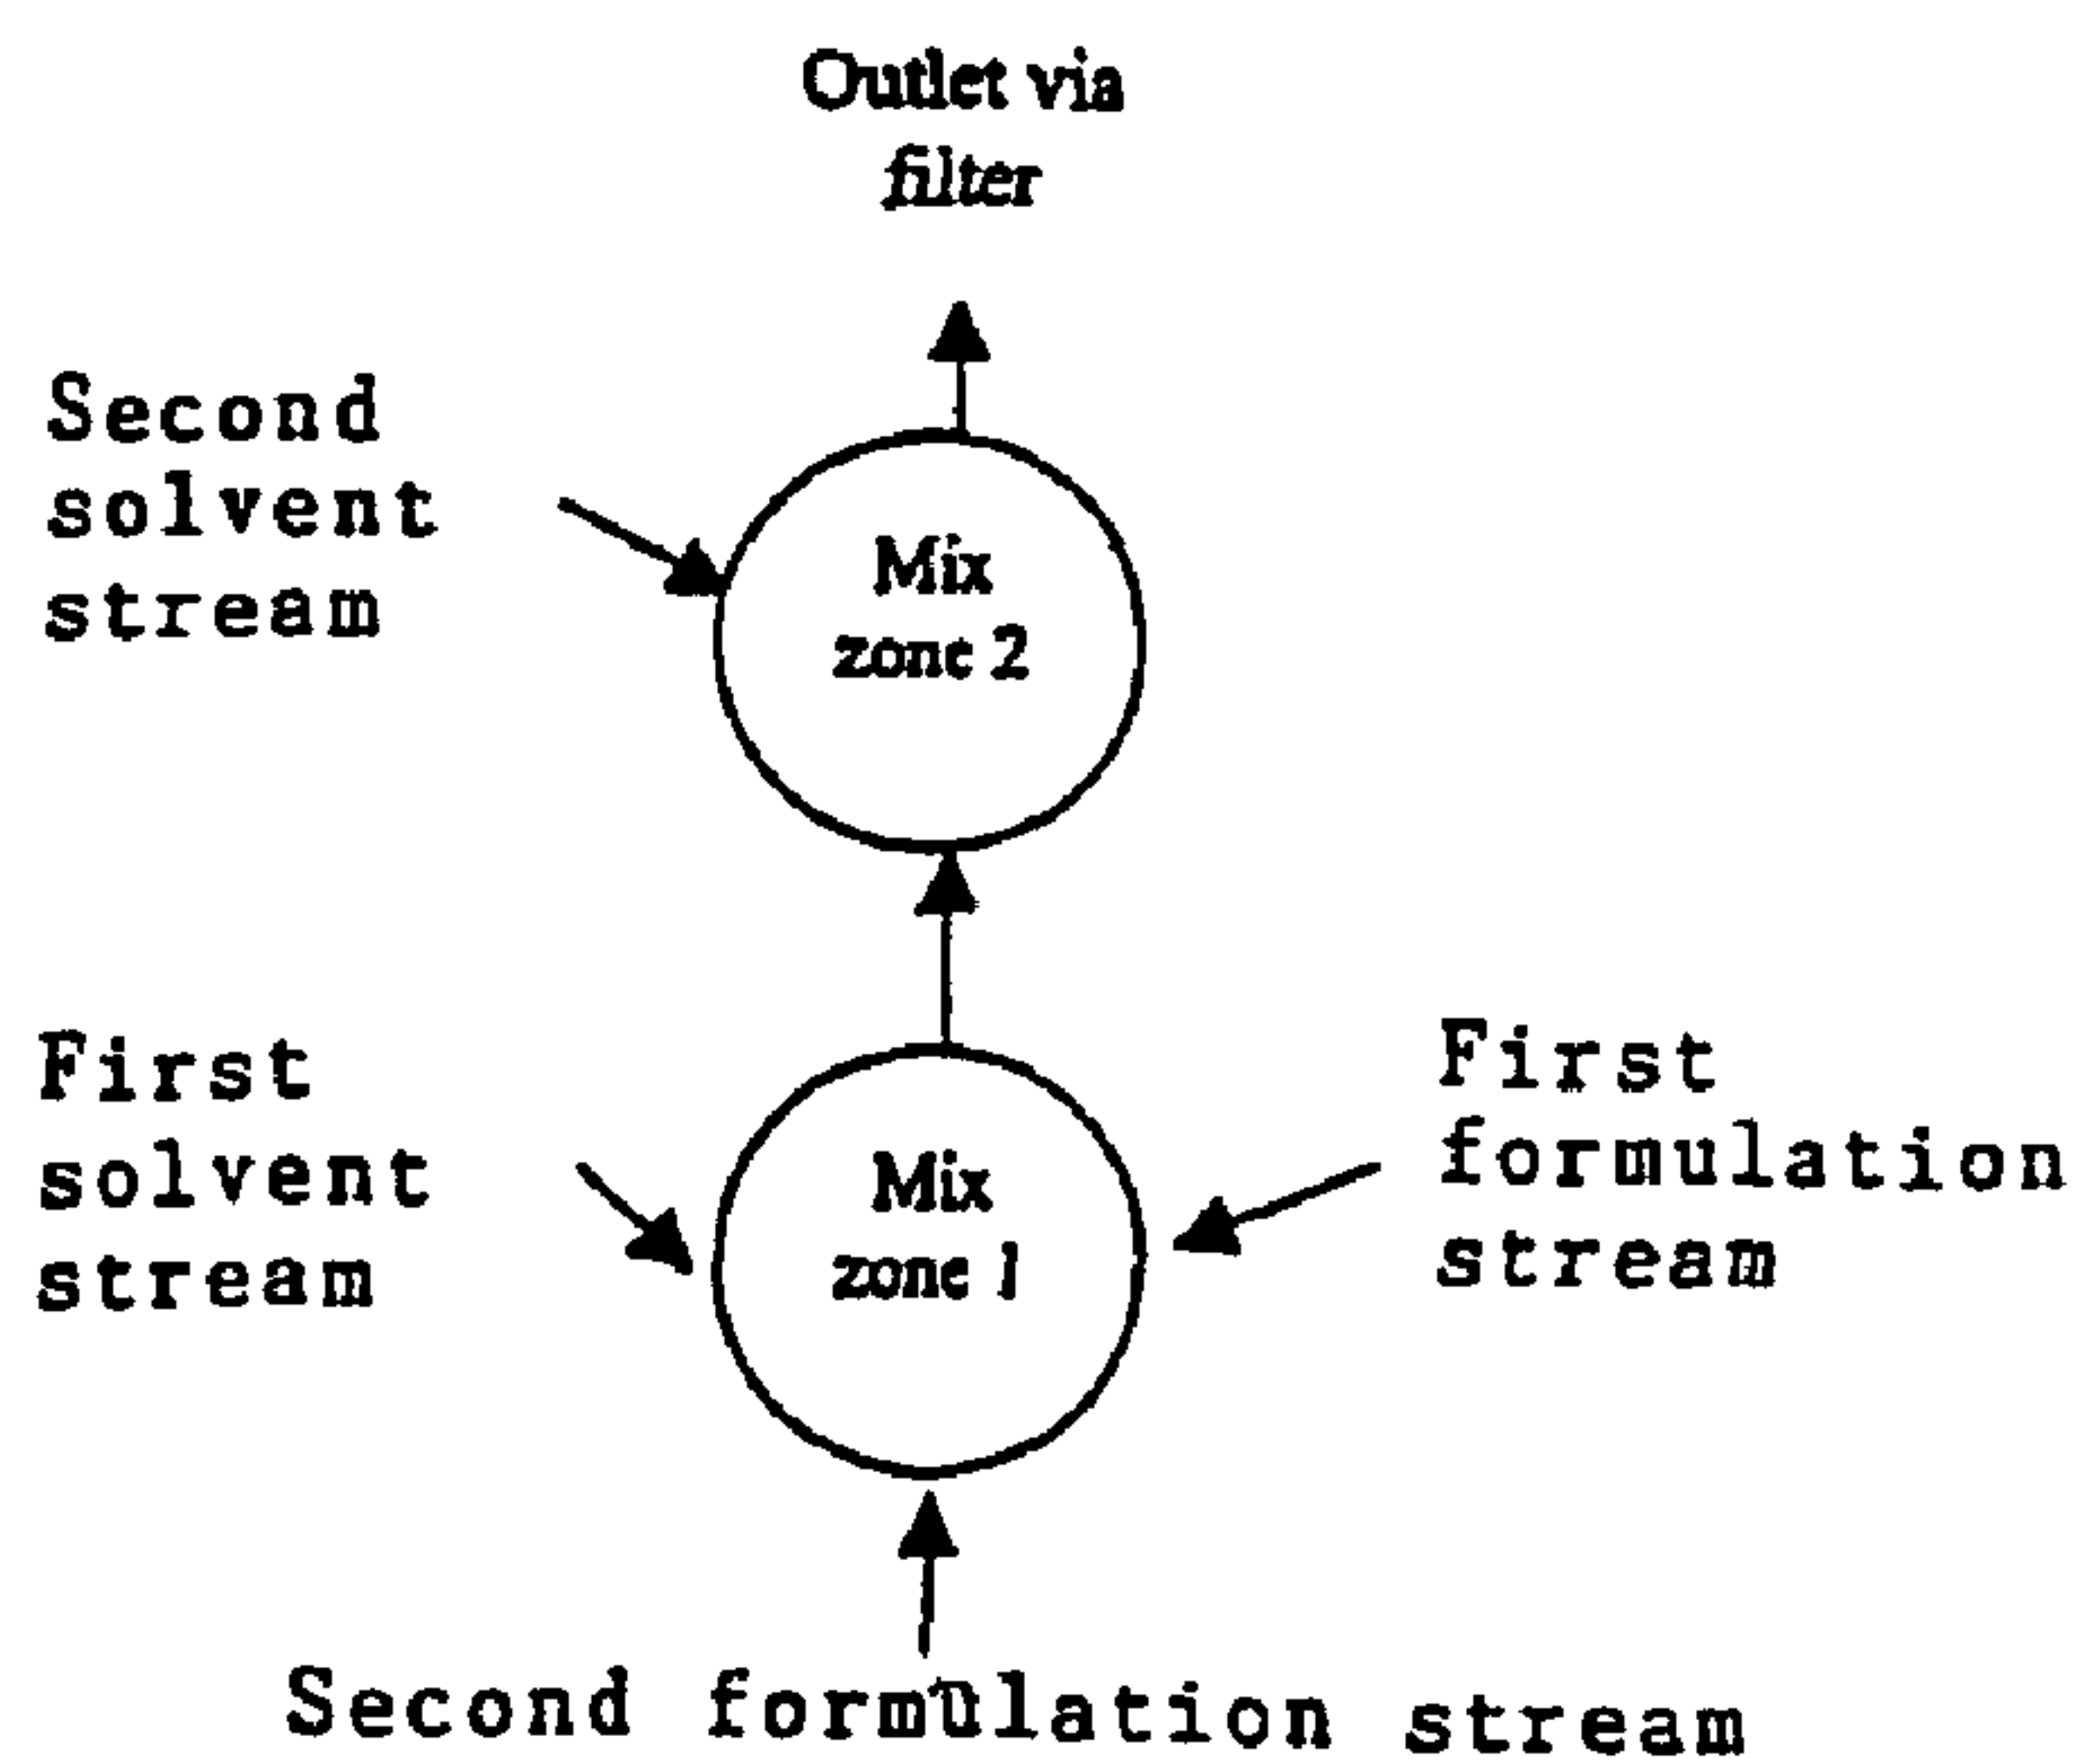 Outlet via
filter
Second
solvent
stream
Mix
zone 2
First
solvent
stream
Mix
zone 1
First
formulation
stream
Second formulation stream